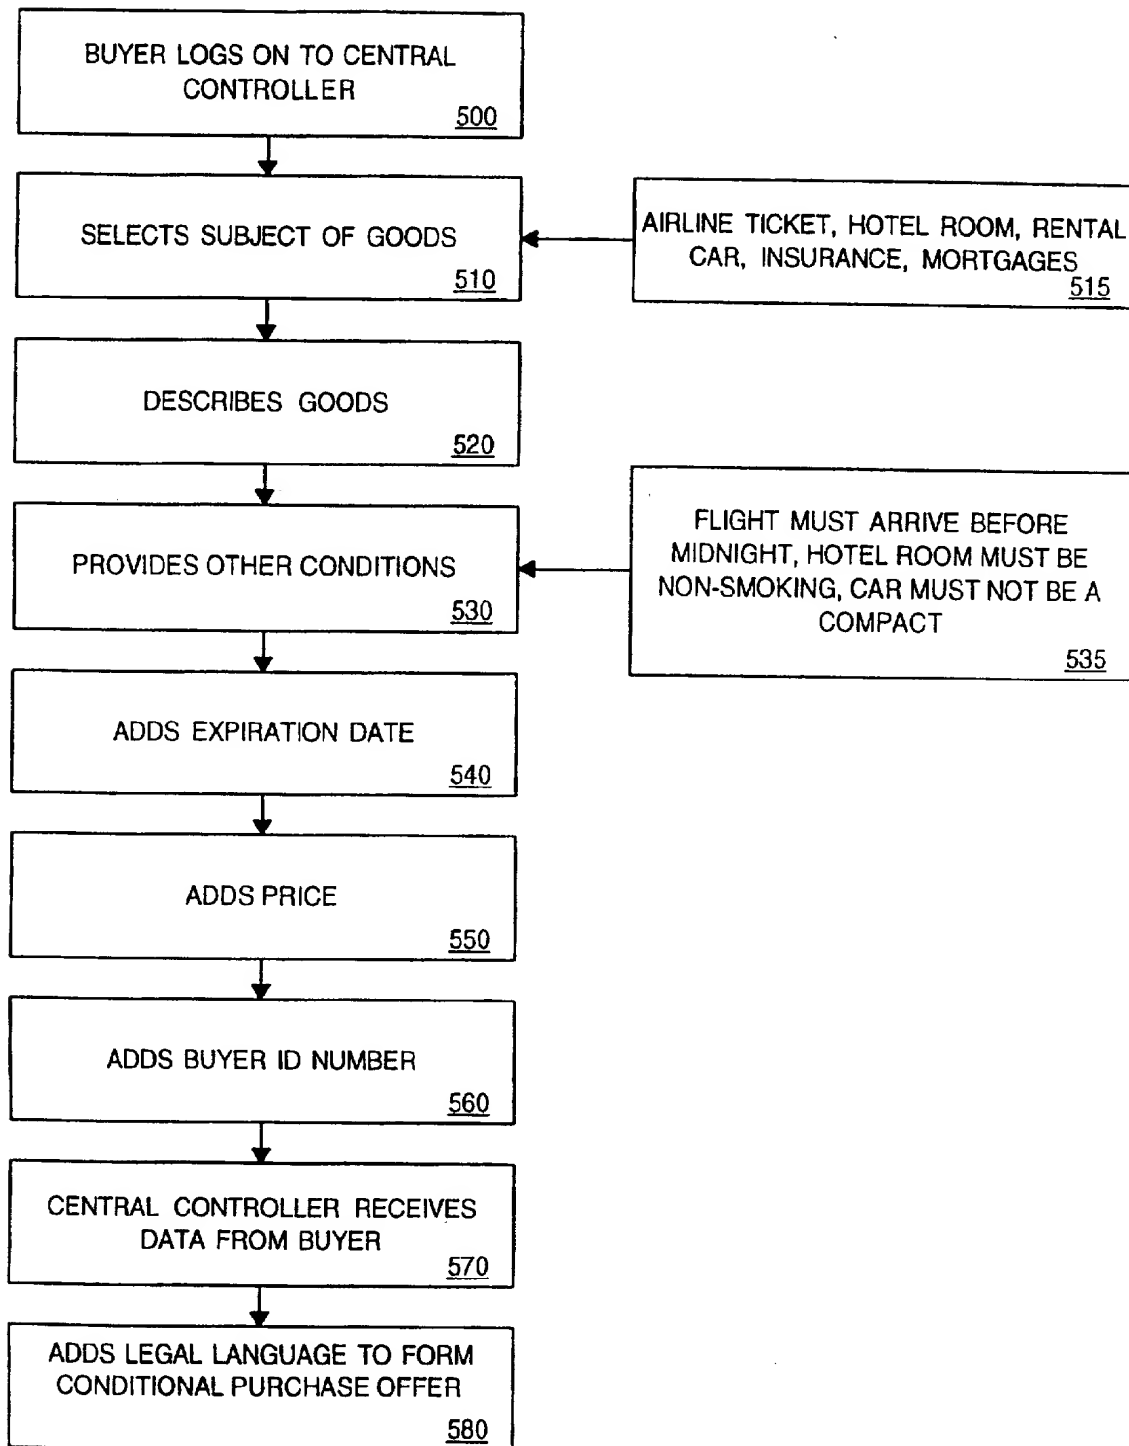 BUYER LOGS ON TO CENTRAL
CONTROLLER
500
SELECTS SUBJECT OF GOODS
510
AIRLINE TICKET, HOTEL ROOM, RENTAL
CAR, INSURANCE, MORTGAGES
515
DESCRIBES GOODS
520
PROVIDES OTHER CONDITIONS
530
FLIGHT MUST ARRIVE BEFORE
MIDNIGHT, HOTEL ROOM MUST BE
NON-SMOKING, CAR MUST NOT BE A
COMPACT
535
ADDS EXPIRATION DATE
540
ADDS PRICE
550
ADDS BUYER ID NUMBER
560
CENTRAL CONTROLLER RECEIVES
DATA FROM BUYER
570
ADDS LEGAL LANGUAGE TO FORM
CONDITIONAL PURCHASE OFFER
580